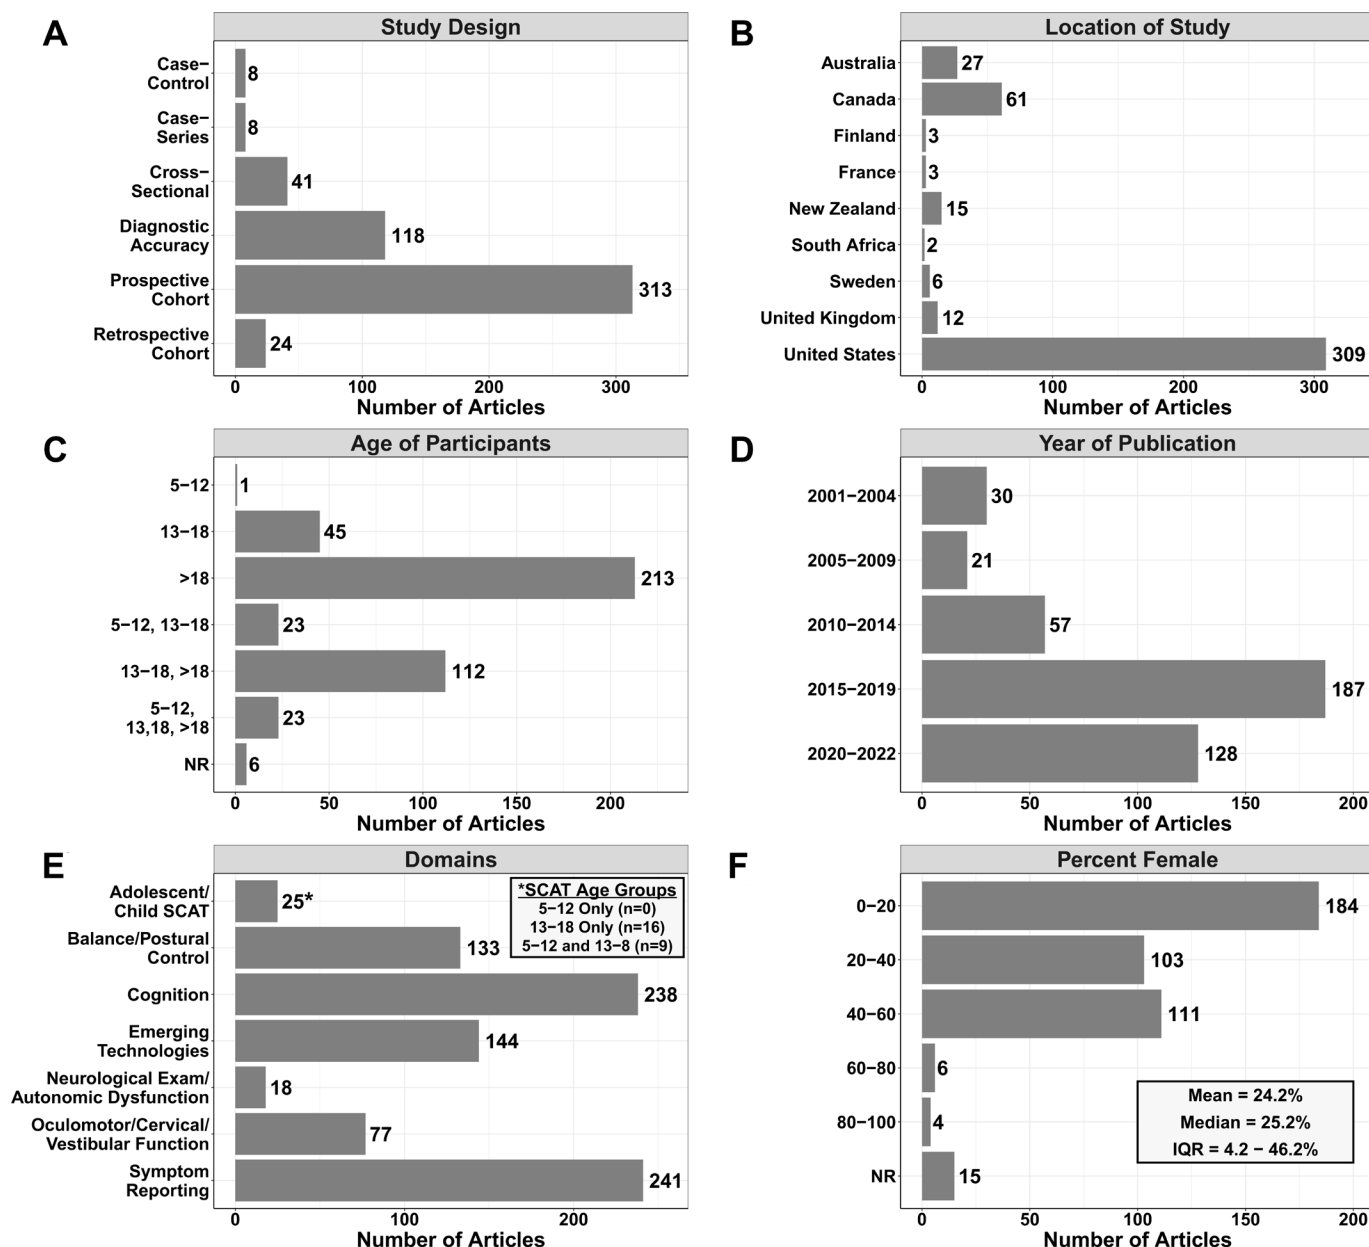 A
Study Design
Case−
Control
8
Case−
Series
8
Cross−
Sectional
41
Diagnostic
Accuracy
118
Prospective
Cohort
313
Retrospective
Cohort
24
0 100 200 300
Number of Articles
B
Location of Study
Australia 27
Canada 61
Finland 3
France 3
New Zealand 15
South Africa 2
Sweden 6
United Kingdom 12
United States 309
0 100 200 300
Number of Articles
C
Age of Participants
5−12 1
13−18 45
>18 213
5−12, 13−18 23
13−18, >18 112
5−12,
13,18, >18
23
NR 6
0 50 100 150 200
Number of Articles
D
Year of Publication
2001−2004 30
2005−2009 21
2010−2014 57
2015−2019 187
2020−2022 128
0 50 100 150 200
Number of Articles
E
Domains
Adolescent/
Child SCAT
25*
Balance/Postural
Control
133
Cognition 238
Emerging
Technologies
144
Neurological Exam/
Autonomic Dysfunction
18
Oculomotor/Cervical/
Vestibular Function
77
Symptom
Reporting
241
*SCAT Age Groups
5−12 Only (n=0)
13−18 Only (n=16)
5−12 and 13−8 (n=9)
0 100 200
Number of Articles
F
Percent Female
0−20 184
20−40 103
40−60 111
60−80 6
80−100 4
NR 15
Mean = 24.2%
Median = 25.2%
IQR = 4.2 − 46.2%
0 50 100 150 200
Number of Articles